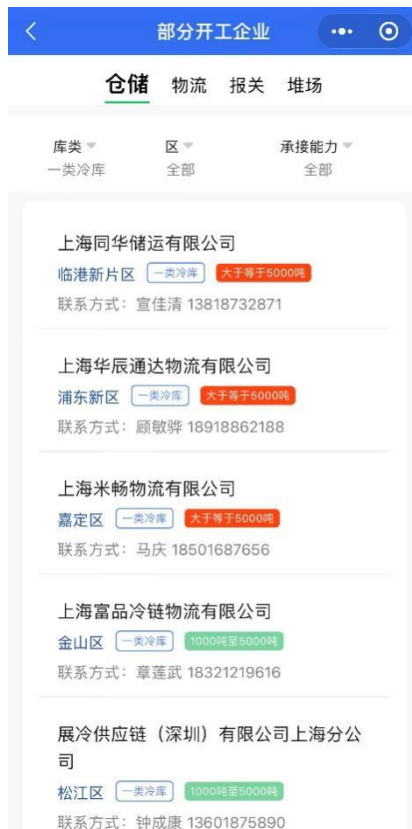 部分开工企业
仓储 物流 报关 堆场
库类 区 承接能力
一类冷库 全部 全部
上海同华储运有限公司
临港新片区 一类冷库 大于等于5000吨
联系方式：宣佳清 13818732871
上海华辰通达物流有限公司
浦东新区 一类冷库 大于等于5000吨
联系方式：顾敏骅 18918862188
上海米畅物流有限公司
嘉定区 一类冷库 大于等于5000吨
联系方式：马庆 18501687656
上海富品冷链物流有限公司
金山区 一类冷库 1000吨至5000吨
联系方式：章莲武 18321219616
展冷供应链（深圳）有限公司上海分公
司
松江区 一类冷库 1000吨至5000吨
联系方式：钟成康 13601875890